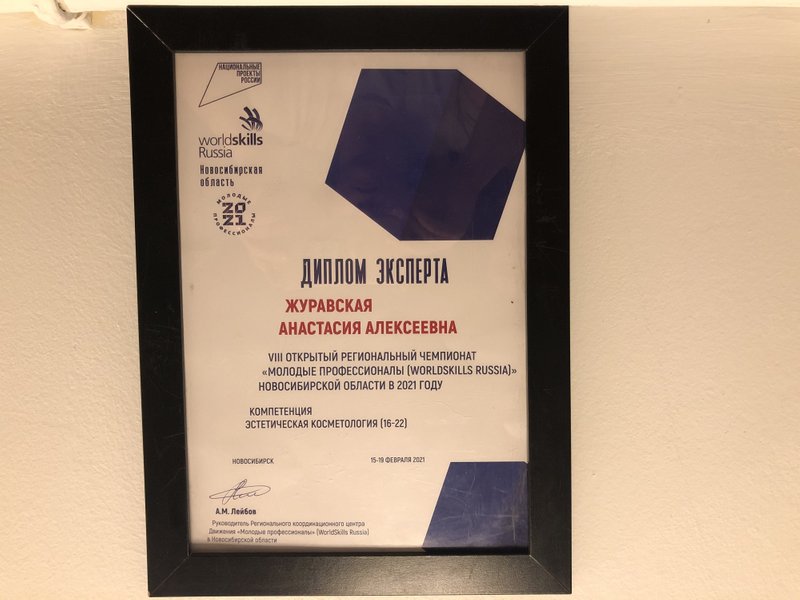 НАЦИОНАЛЬНЫЕ
ПРОЕКТЫ
РОССИИ
worldskills
Russia
Новосибирская
область
МОЛОДЫЕ
20
21
ПРОФЕССИОНАЛЫ
ДИПЛОМ ЭКСПЕРТА
ЖУРАВСКАЯ
АНАСТАСИЯ АЛЕКСЕЕВНА
VIII ОТКРЫТЫЙ РЕГИОНАЛЬНЫЙ ЧЕМПИОНАТ
«МОЛОДЫЕ ПРОФЕССИОНАЛЫ (WORLDSKILLS RUSSIA)»
НОВОСИБИРСКОЙ ОБЛАСТИ В 2021 ГОДУ
КОМПЕТЕНЦИЯ
ЭСТЕТИЧЕСКАЯ КОСМЕТОЛОГИЯ (16-22)
НОВОСИБИРСК
15-19 ФЕВРАЛЯ 2021
А.М. Лейбов
Руководитель Регионального координационного центра
Движения «Молодые профессионалы» (WorldSkills Russia)
в Новосибирской области